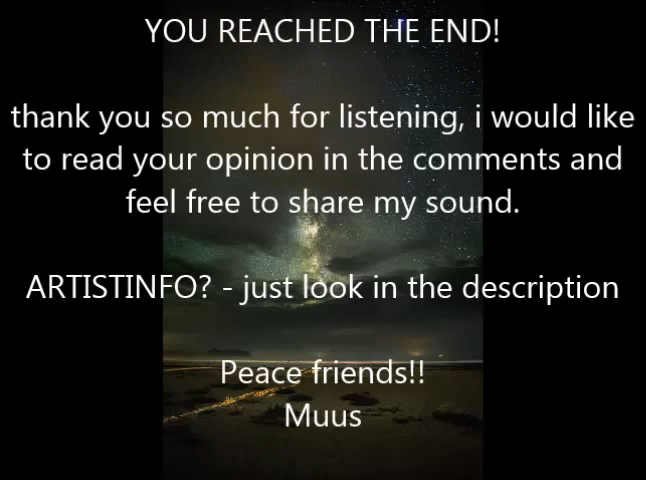 YOU REACHED THE END!
thank you so much for listening, i would like
to read your opinion in the comments and
feel free to share my sound.
ARTISTINFO? - just look in the description
Peace friends!!
Muus